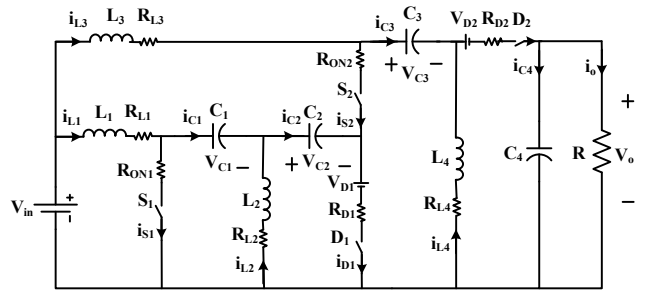 iL3 L3 RL3 iC3 C3 VD2 RD2 D2
+ VC3 −
RON2 S2 iS2
iC4 io
iL1 L1 RL1 iC1 C1 iC2 C2
VC1 − + VC2 −
RON1 S1 iS1
L2 RL2 iL2
VD1 RD1 D1 iD1
L4 RL4 iL4
C4 R + Vo −
Vin + −